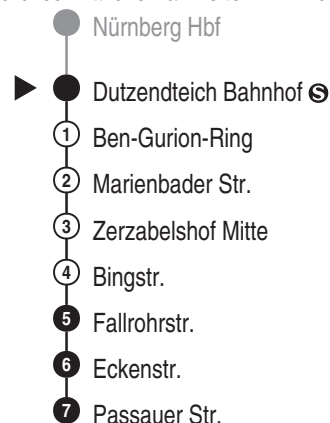 Nürnberg Hbf
Dutzendteich Bahnhof S
1 Ben-Gurion-Ring
2 Marienbader Str.
3 Zerzabelshof Mitte
4 Bingstr.
5 Fallrohrstr.
6 Eckenstr.
7 Passauer Str.